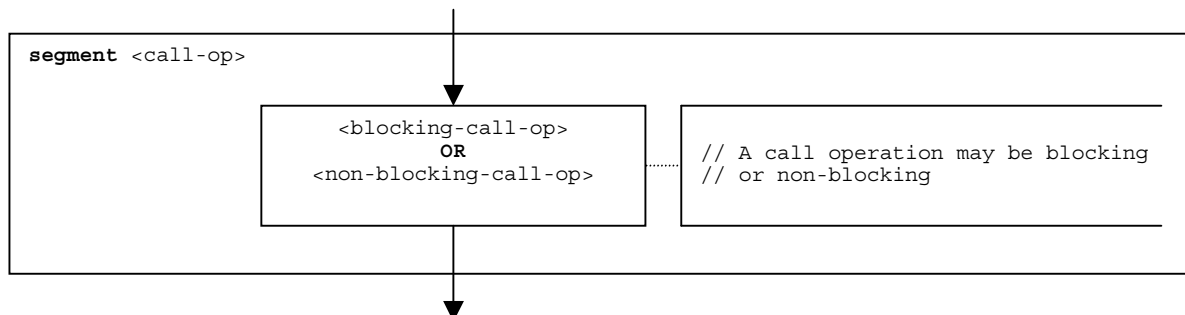 segment <call-op>
<blocking-call-op>
OR
<non-blocking-call-op>
// A call operation may be blocking
// or non-blocking